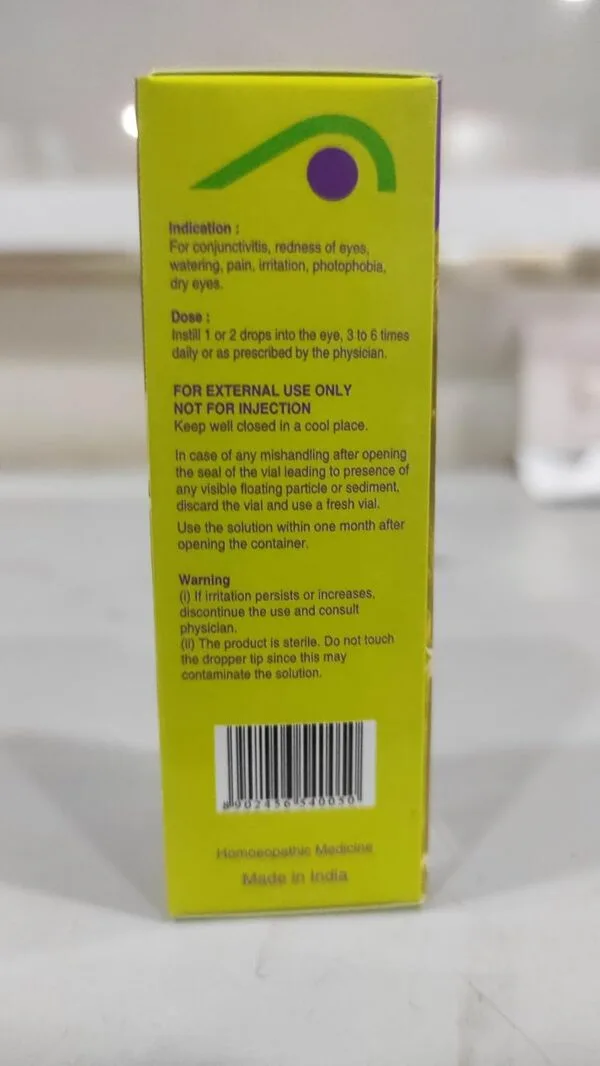 Indication :
For conjunctivitis, redness of eyes,
watering, pain, irritation, photophobia,
dry eyes.
Dose :
Instill 1 or 2 drops into the eye, 3 to 6 times
daily or as prescribed by the physician.
FOR EXTERNAL USE ONLY
NOT FOR INJECTION
Keep well closed in a cool place.
In case of any mishandling after opening
the seal of the vial leading to presence of
any visible floating particle or sediment,
discard the vial and use a fresh vial.
Use the solution within one month after
opening the container.
Warning
(i) If irritation persists or increases,
discontinue the use and consult
physician.
(ii) The product is sterile. Do not touch
the dropper tip since this may
contaminate the solution.
8902456540050
Homoeopathic Medicine
Made in India